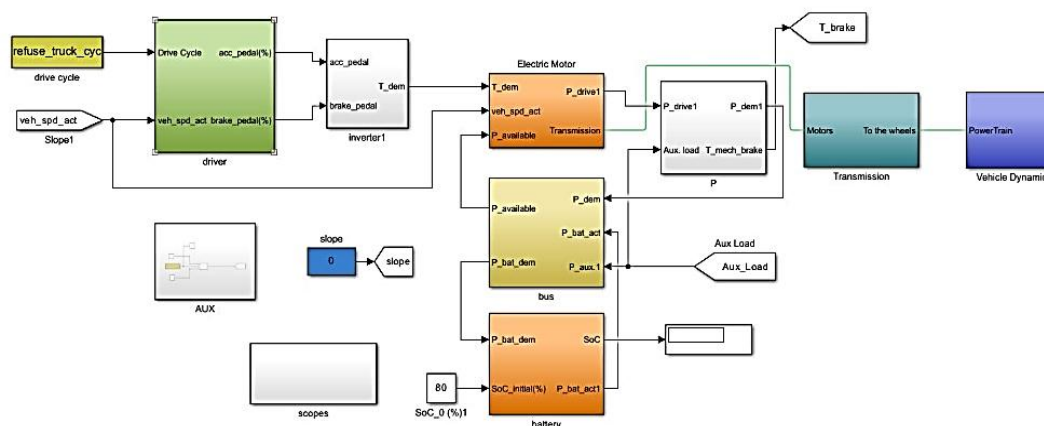 T_brake
refuse_truck_cyc
drive cycle
Drive Cycle
acc_pedal(%)
veh_spd_act
brake_pedal(%)
driver
veh_spd_act
Slope1
acc_pedal
T_dem
brake_pedal
inverter1
Electric Motor
T_dem
P_drive1
veh_spd_act
Transmission
P_available
P_drive1
P_dem1
Aux. load
T_mech_brake
P
Motors
To the wheels
Transmission
PowerTrain
Vehicle Dynamic
AUX
slope
0
slope
P_dem
P_available
P_bat_act
P_bat_dem
P_aux.1
bus
Aux Load
Aux_Load
P_bat_dem
SoC
SoC_initial(%)
P_bat_act1
battery
80
SoC_0 (%)1
scopes